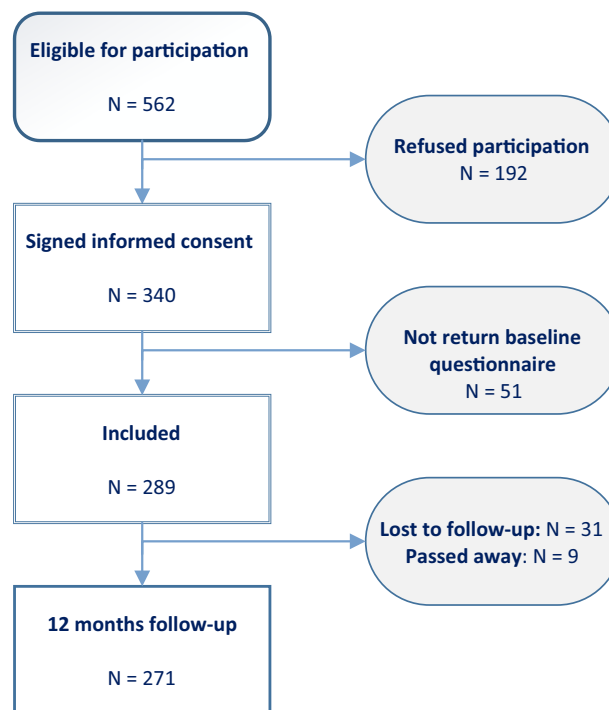 Eligible for participation
N = 562
Refused participation
N = 192
Signed informed consent
N = 340
Not return baseline
questionnaire
N = 51
Included
N = 289
Lost to follow-up: N = 31
Passed away: N = 9
12 months follow-up
N = 271